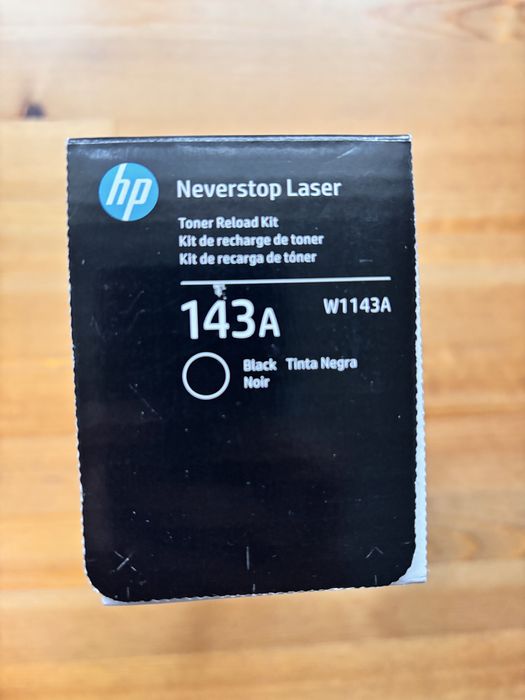 hp
Neverstop Laser
Toner Reload Kit
Kit de recharge de toner
Kit de recarga de tóner
143A
W1143A
Black Tinta Negra
Noir